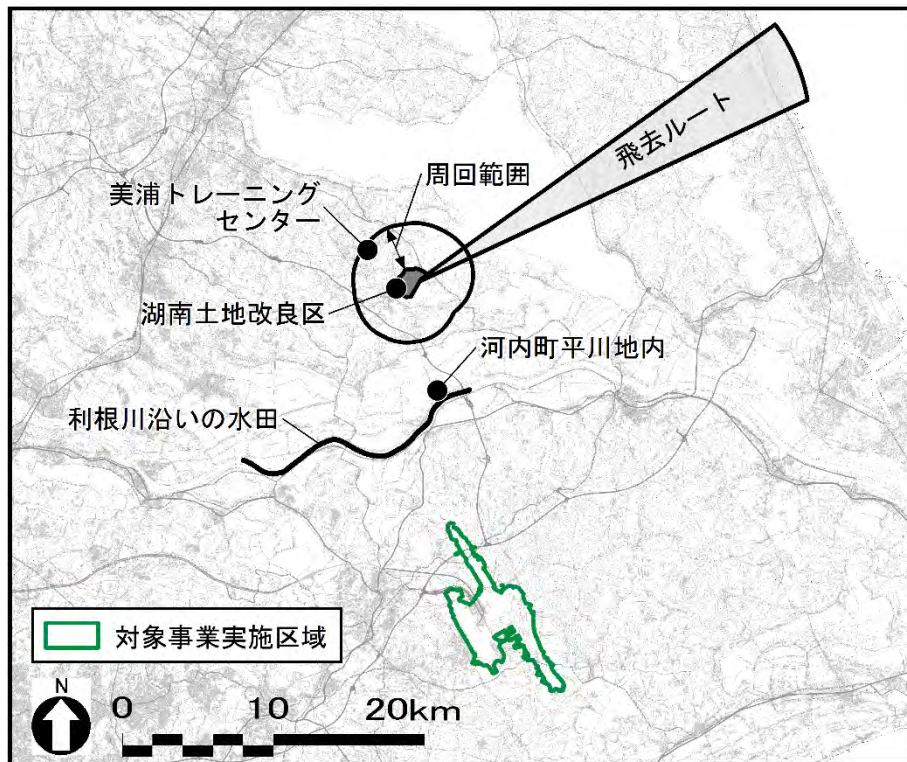 飛去ルート
周回範囲
美浦トレーニング
センター
湖南土地改良区
河内町平川地内
利根川沿いの水田
対象事業実施区域
N
0 10 20km